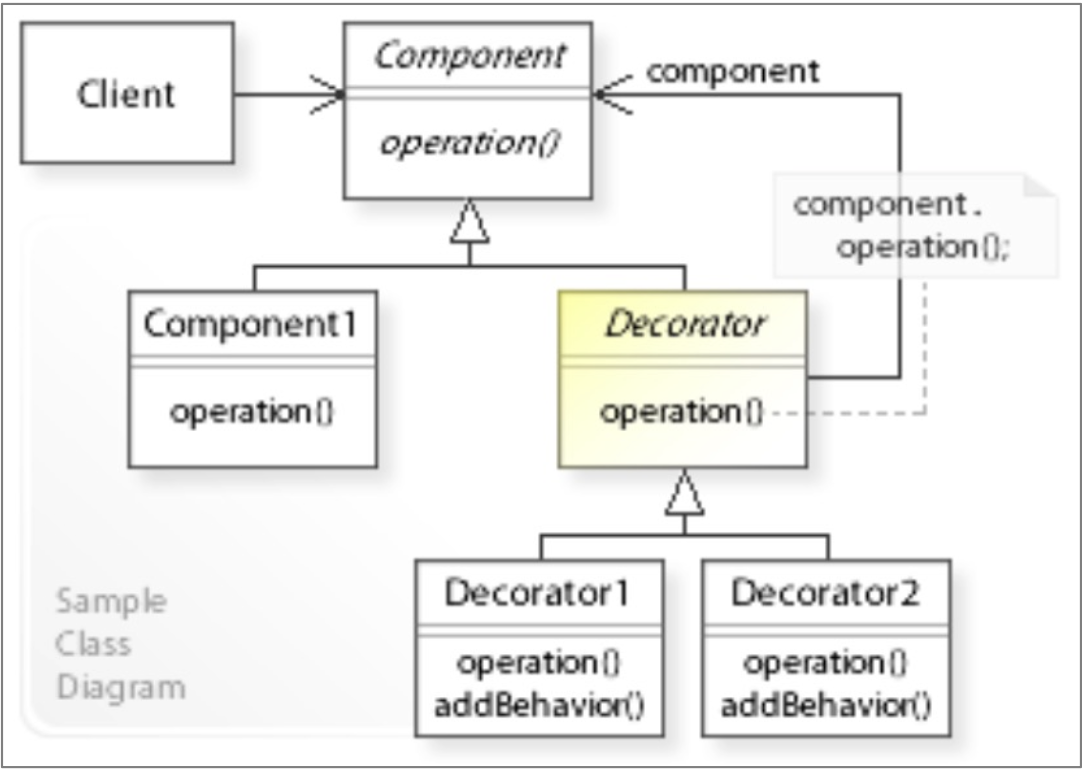 Client
Component
operation()
component
component.
operation();
Component1
operation()
Decorator
operation()
Decorator1
operation()
addBehavior()
Decorator2
operation()
addBehavior()
Sample
Class
Diagram